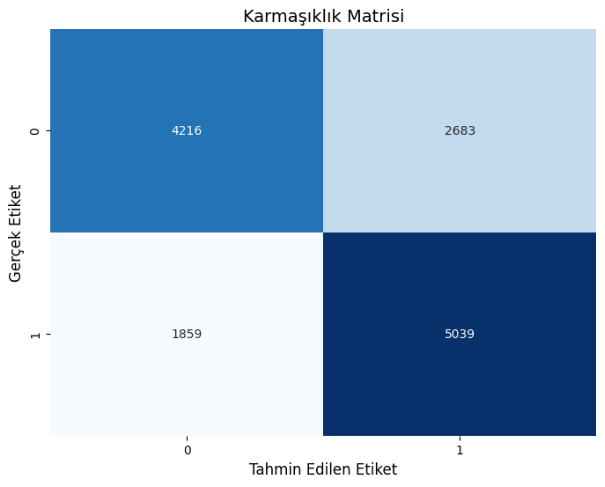 Karmaşıklık Matrisi
Gerçek Etiket
0
4216
2683
1
1859
5039
0
1
Tahmin Edilen Etiket